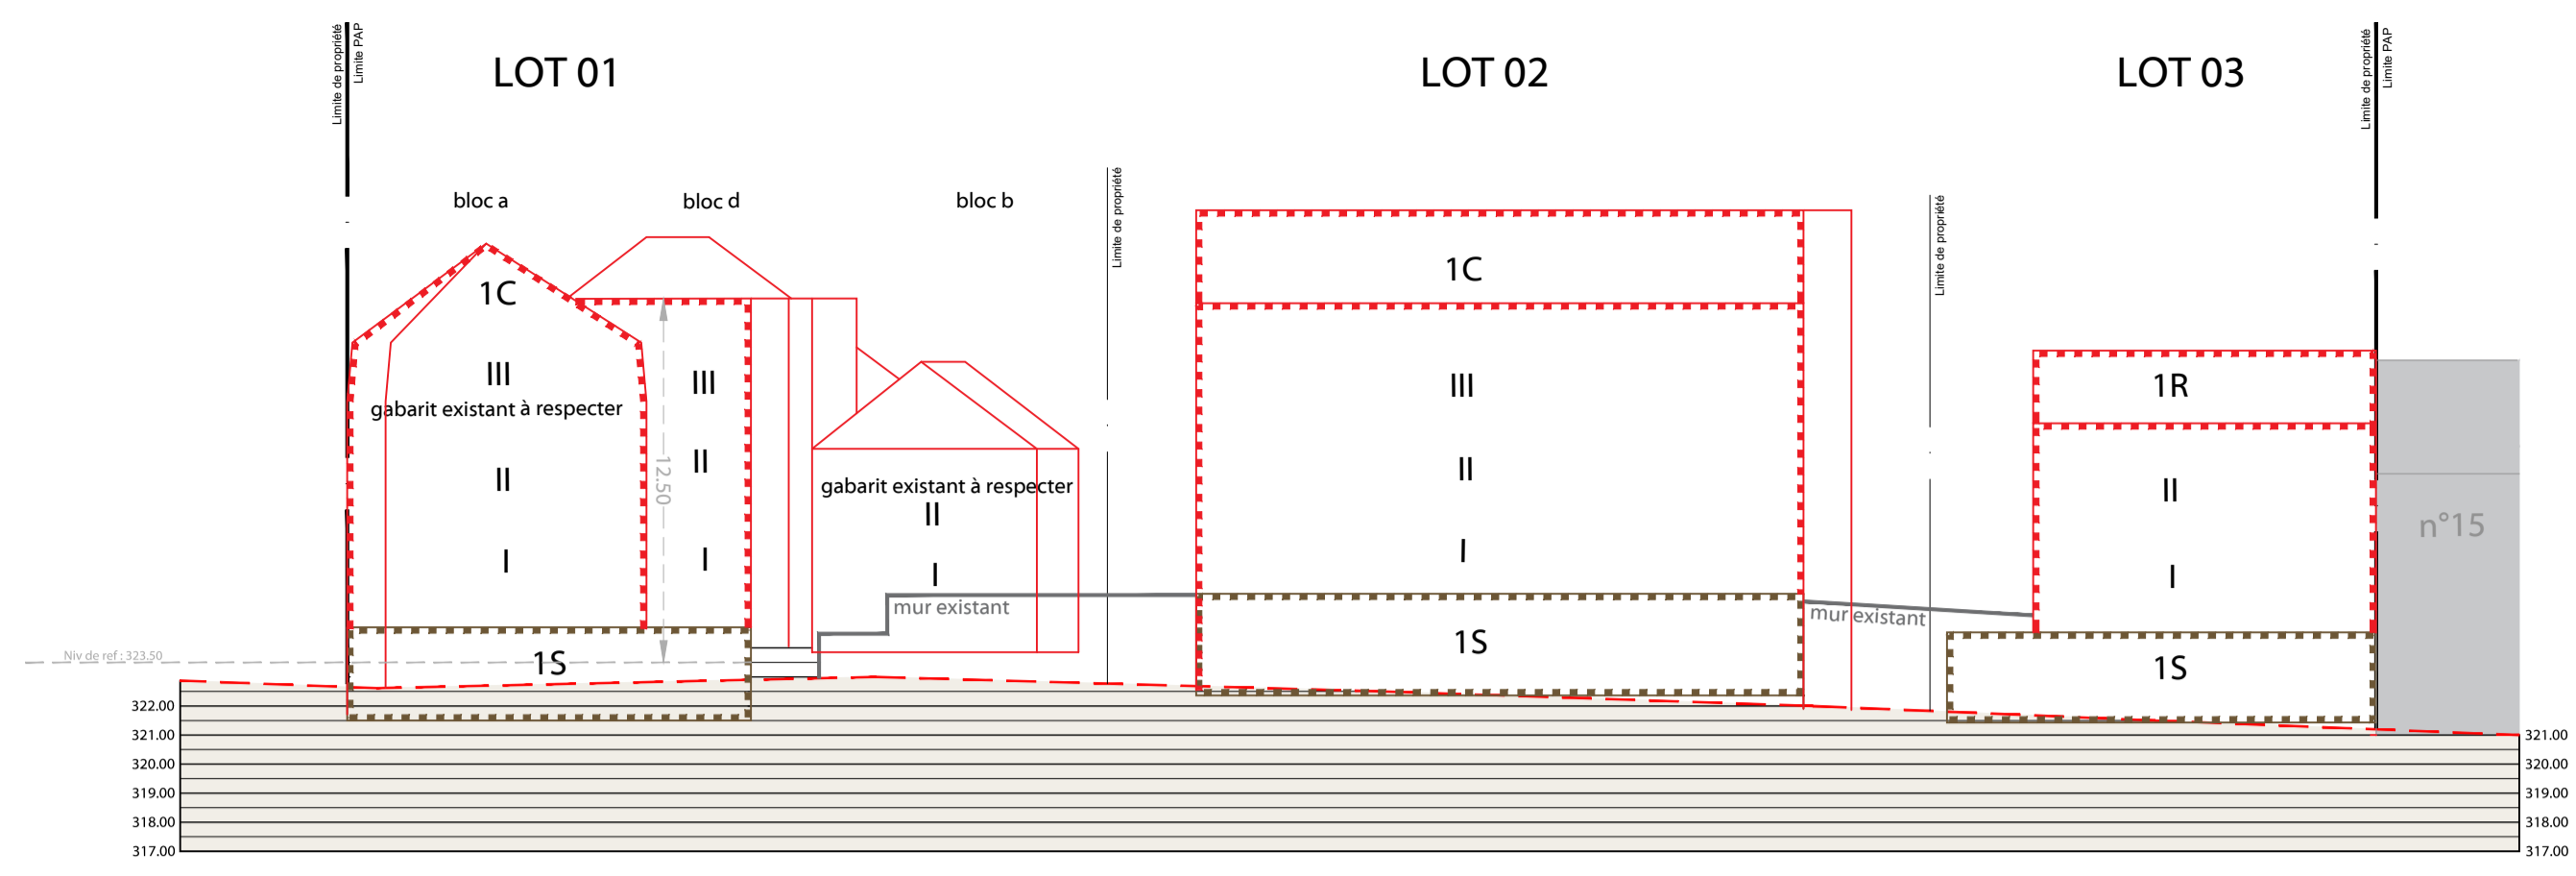 Limite de propriété
Limite PAP
LOT 01
LOT 02
LOT 03
Limite de propriété
Limite PAP
bloc a
bloc d
bloc b
Limite de propriété
Limite de propriété
1C
III
gabarit existant à respecter
II
I
1S
III
II
I
12.50
gabarit existant à respecter
II
I
mur existant
1C
III
II
I
1S
mur existant
1R
II
I
1S
n°15
Niv de ref : 323.50
322.00
321.00
320.00
319.00
318.00
317.00
321.00
320.00
319.00
318.00
317.00